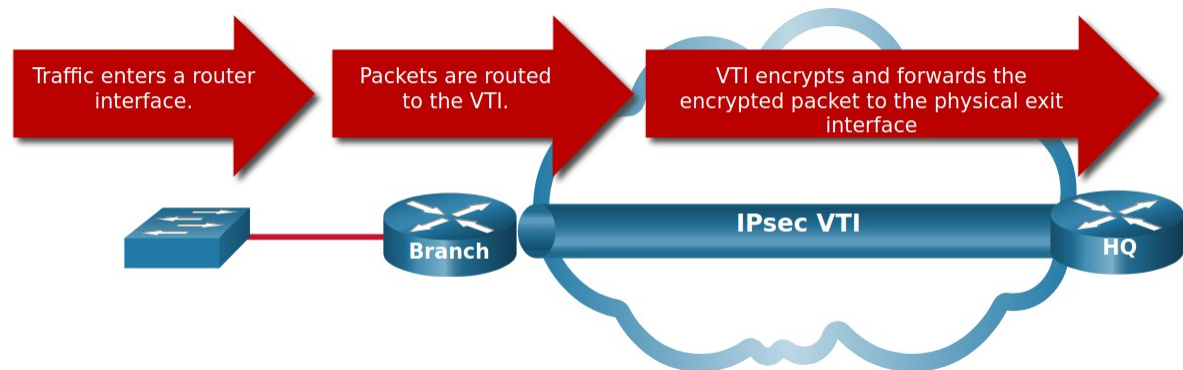 Traffic enters a router
interface.
Packets are routed
to the VTI.
VTI encrypts and forwards the
encrypted packet to the physical exit
interface
IPsec VTI
Branch
HQ